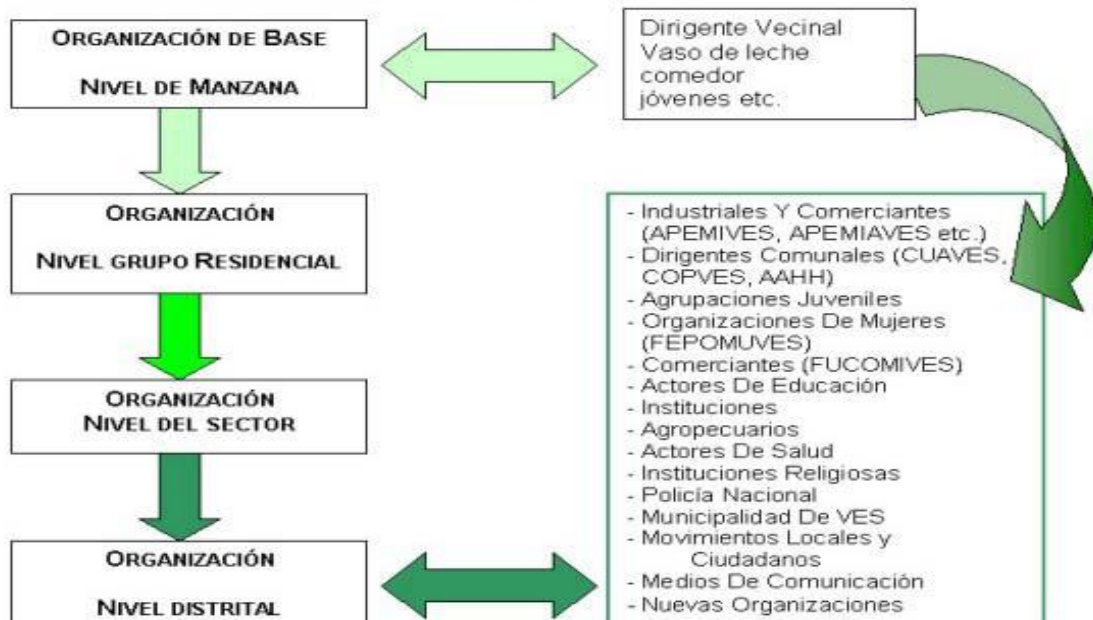 ORGANIZACIÓN DE BASE
NIVEL DE MANZANA
Dirigente Vecinal
Vaso de leche
comedor
jóvenes etc.
ORGANIZACIÓN
NIVEL GRUPO RESIDENCIAL
ORGANIZACIÓN
NIVEL DEL SECTOR
ORGANIZACIÓN
NIVEL DISTRITAL
- Industriales Y Comerciantes
(APEMIVES, APEMIAVES etc.)
- Dirigentes Comunales (CUAVES,
COPVES, AAHH)
- Agrupaciones Juveniles
- Organizaciones De Mujeres
(FEPOMUVES)
- Comerciantes (FUCOMIVES)
- Actores De Educación
- Instituciones
- Agropecuarios
- Actores De Salud
- Instituciones Religiosas
- Policía Nacional
- Municipalidad De VES
- Movimientos Locales y
Ciudadanos
- Medios De Comunicación
- Nuevas Organizaciones